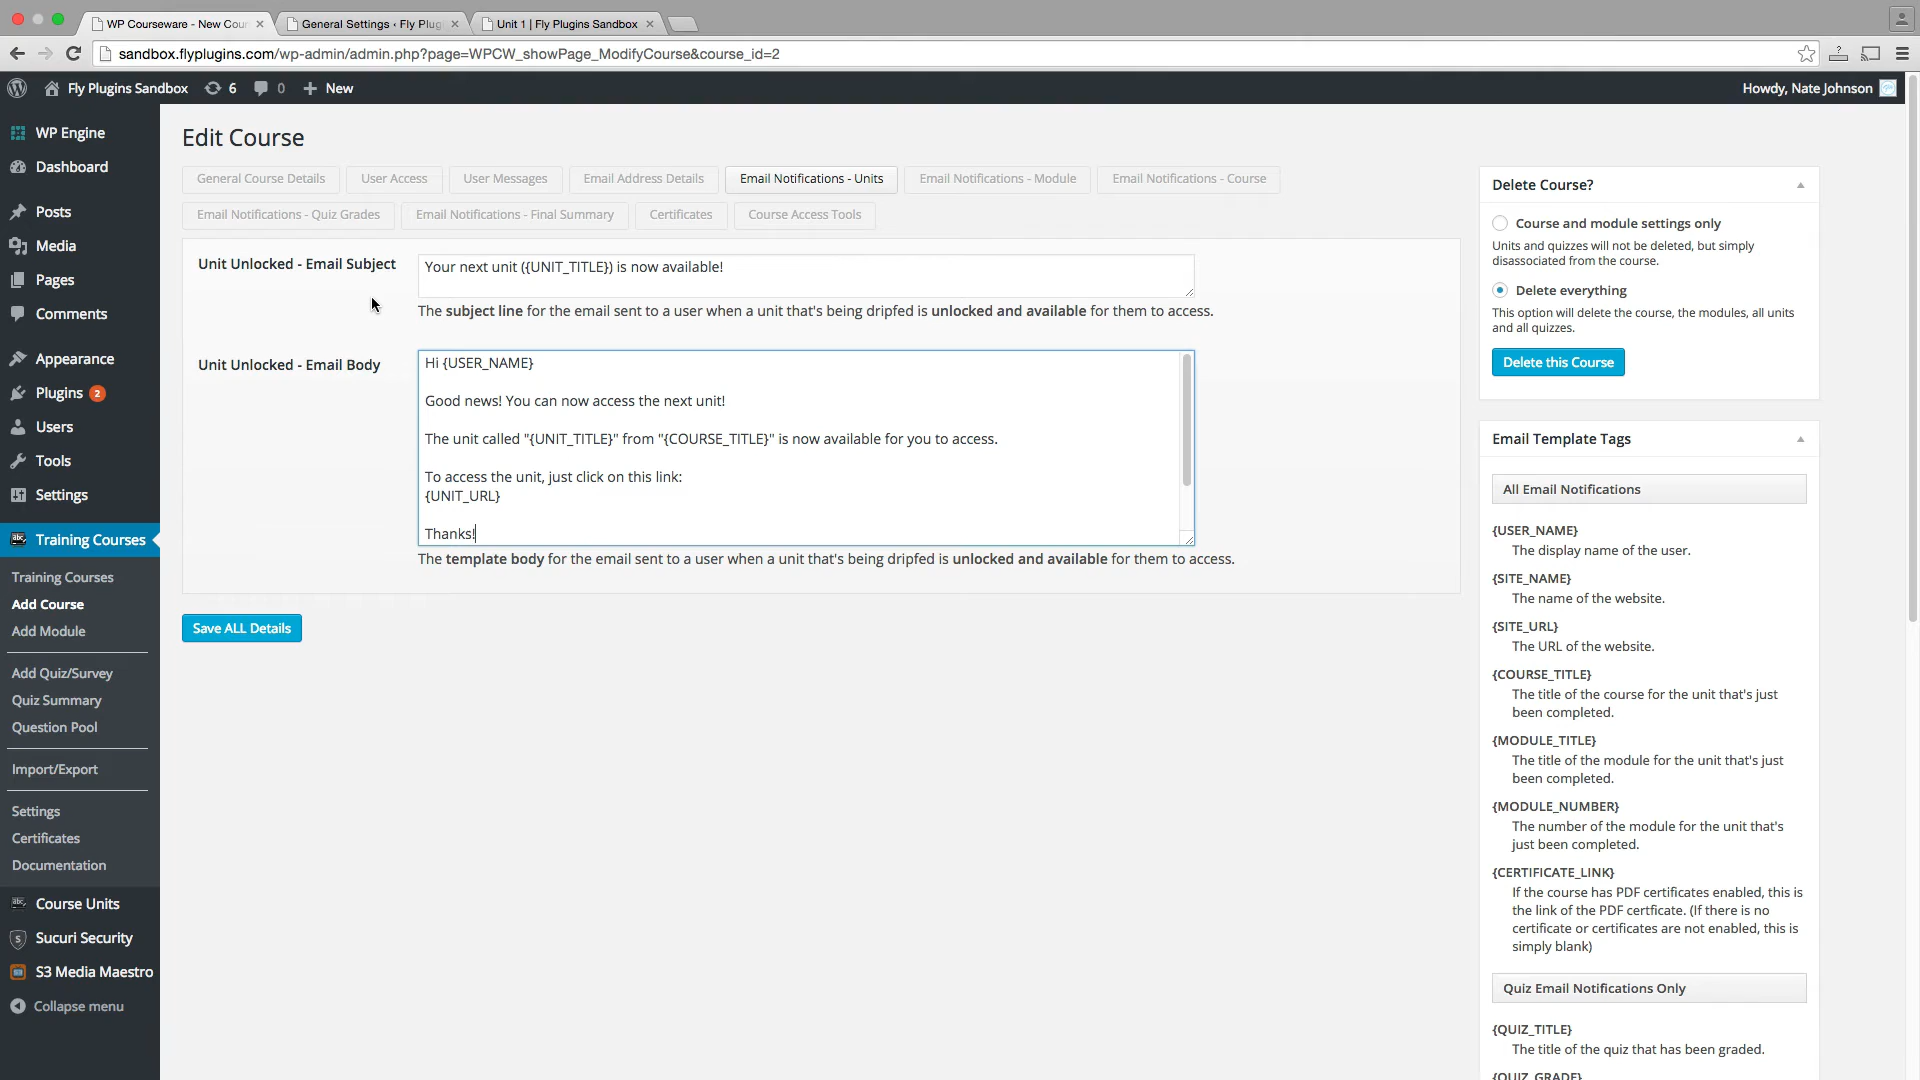 WP Courseware - New Cour
General Settings ‹ Fly Plug
Unit 1 | Fly Plugins Sandbox
sandbox.flyplugins.com/wp-admin/admin.php?page=WPCW_showPage_ModifyCourse&course_id=2
Fly Plugins Sandbox
6
0
New
Howdy, Nate Johnson
WP Engine
Dashboard
Posts
Media
Pages
Comments
Appearance
Plugins 2
Users
Tools
Settings
Training Courses
Training Courses
Add Course
Add Module
Add Quiz/Survey
Quiz Summary
Question Pool
Import/Export
Settings
Certificates
Documentation
Course Units
Sucuri Security
S3 Media Maestro
Collapse menu
Edit Course
General Course Details
User Access
User Messages
Email Address Details
Email Notifications - Units
Email Notifications - Module
Email Notifications - Course
Email Notifications - Quiz Grades
Email Notifications - Final Summary
Certificates
Course Access Tools
Unit Unlocked - Email Subject
Your next unit ({UNIT_TITLE}) is now available!
The subject line for the email sent to a user when a unit that's being dripfed is unlocked and available for them to access.
Unit Unlocked - Email Body
Hi {USER_NAME}
Good news! You can now access the next unit!
The unit called "{UNIT_TITLE}" from "{COURSE_TITLE}" is now available for you to access.
To access the unit, just click on this link:
{UNIT_URL}
Thanks!
The template body for the email sent to a user when a unit that's being dripfed is unlocked and available for them to access.
Save ALL Details
Delete Course?
Course and module settings only
Units and quizzes will not be deleted, but simply
disassociated from the course.
Delete everything
This option will delete the course, the modules, all units
and all quizzes.
Delete this Course
Email Template Tags
All Email Notifications
{USER_NAME}
The display name of the user.
{SITE_NAME}
The name of the website.
{SITE_URL}
The URL of the website.
{COURSE_TITLE}
The title of the course for the unit that's just
been completed.
{MODULE_TITLE}
The title of the module for the unit that's just
been completed.
{MODULE_NUMBER}
The number of the module for the unit that's
just been completed.
{CERTIFICATE_LINK}
If the course has PDF certificates enabled, this is
the link of the PDF certficate. (If there is no
certificate or certificates are not enabled, this is
simply blank)
Quiz Email Notifications Only
{QUIZ_TITLE}
The title of the quiz that has been graded.
{QUIZ_GRADE}